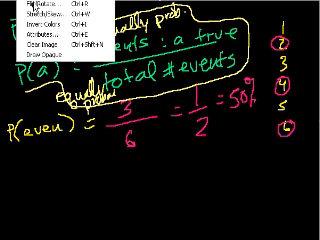 Flip/Rotate... Ctrl+R
Stretch/Skew... Ctrl+W
Invert Colors Ctrl+I
Attributes... Ctrl+E
Clear Image Ctrl+Shft+N
Draw Opaque
equally prob.
events : a true
P(a) = total # events
equally probable
P(even) = 3/6 = 1/2 = 50%
1
2
3
4
5
6